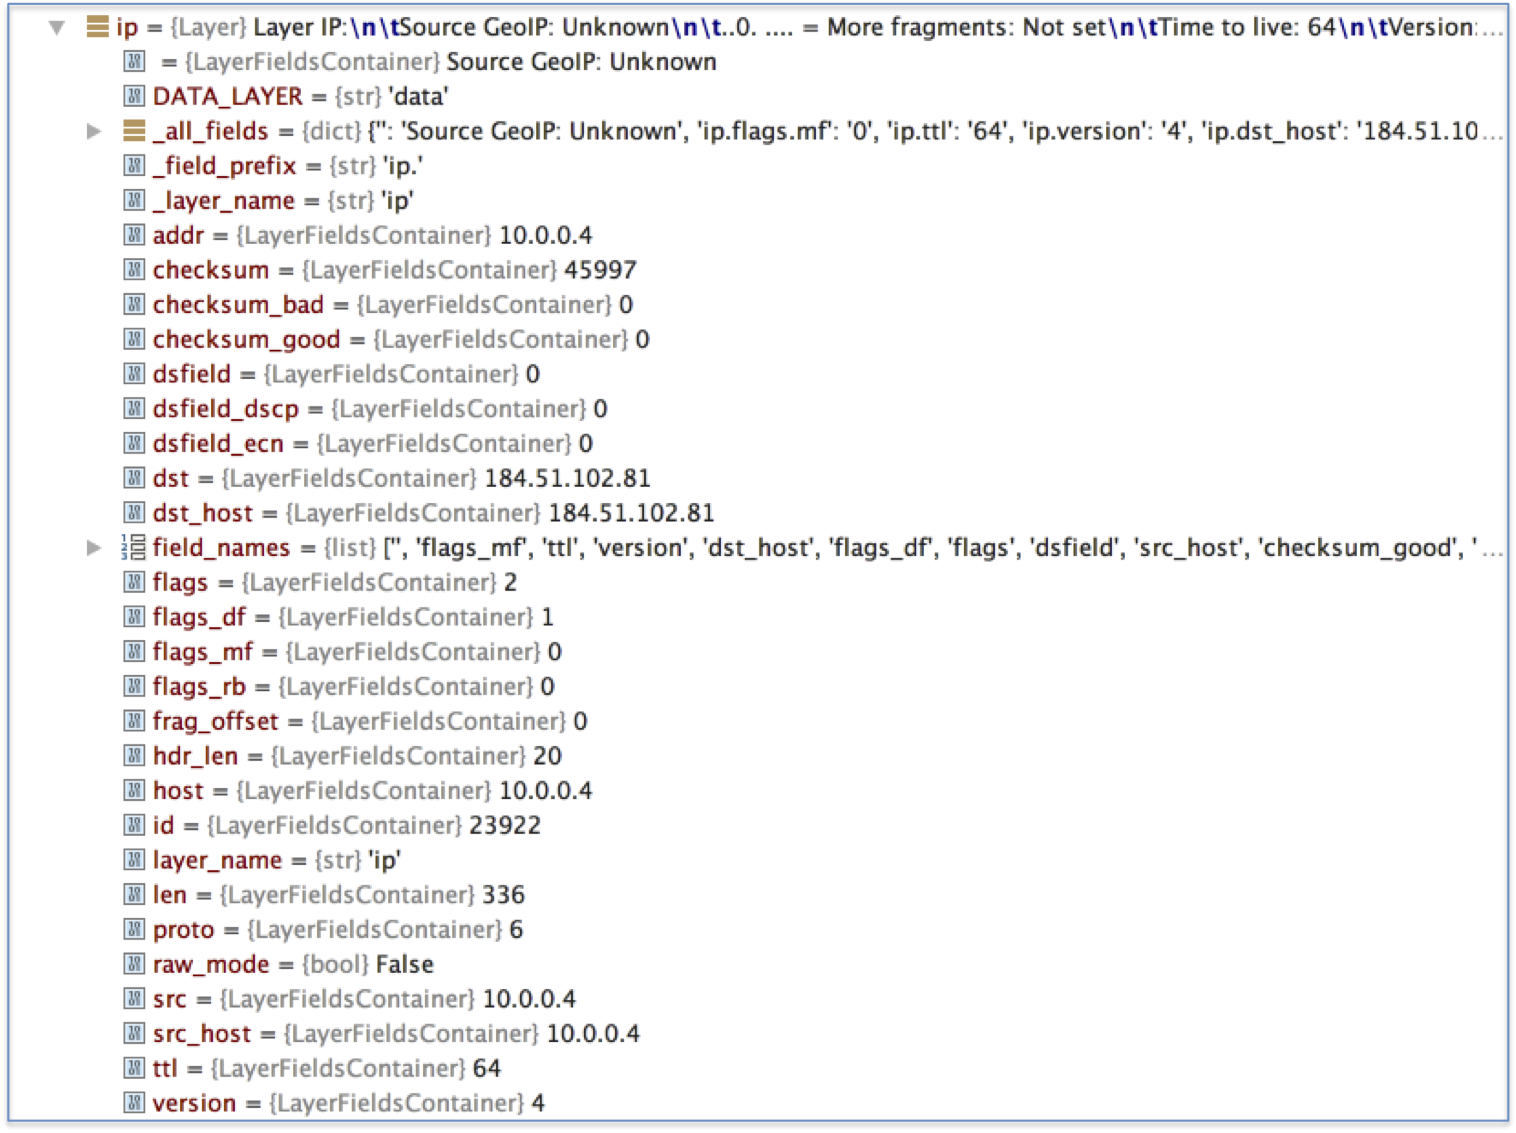 ip = {Layer} Layer IP:\n\tSource GeoIP: Unknown\n\t..0. .... = More fragments: Not set\n\tTime to live: 64\n\tVersion:...
= {LayerFieldsContainer} Source GeoIP: Unknown
DATA_LAYER = {str} 'data'
_all_fields = {dict} {'': 'Source GeoIP: Unknown', 'ip.flags.mf': '0', 'ip.ttl': '64', 'ip.version': '4', 'ip.dst_host': '184.51.10...
_field_prefix = {str} 'ip.'
_layer_name = {str} 'ip'
addr = {LayerFieldsContainer} 10.0.0.4
checksum = {LayerFieldsContainer} 45997
checksum_bad = {LayerFieldsContainer} 0
checksum_good = {LayerFieldsContainer} 0
dsfield = {LayerFieldsContainer} 0
dsfield_dscp = {LayerFieldsContainer} 0
dsfield_ecn = {LayerFieldsContainer} 0
dst = {LayerFieldsContainer} 184.51.102.81
dst_host = {LayerFieldsContainer} 184.51.102.81
field_names = {list} ['', 'flags_mf', 'ttl', 'version', 'dst_host', 'flags_df', 'flags', 'dsfield', 'src_host', 'checksum_good', '...
flags = {LayerFieldsContainer} 2
flags_df = {LayerFieldsContainer} 1
flags_mf = {LayerFieldsContainer} 0
flags_rb = {LayerFieldsContainer} 0
frag_offset = {LayerFieldsContainer} 0
hdr_len = {LayerFieldsContainer} 20
host = {LayerFieldsContainer} 10.0.0.4
id = {LayerFieldsContainer} 23922
layer_name = {str} 'ip'
len = {LayerFieldsContainer} 336
proto = {LayerFieldsContainer} 6
raw_mode = {bool} False
src = {LayerFieldsContainer} 10.0.0.4
src_host = {LayerFieldsContainer} 10.0.0.4
ttl = {LayerFieldsContainer} 64
version = {LayerFieldsContainer} 4